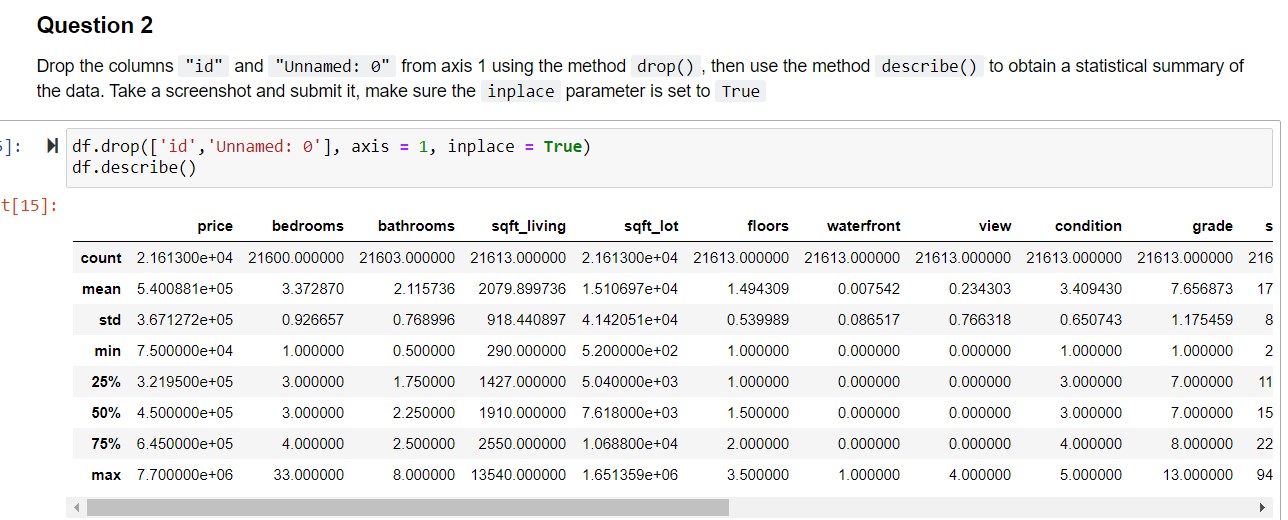 Question 2
Drop the columns "id" and "Unnamed: 0" from axis 1 using the method drop() , then use the method describe() to obtain a statistical summary of
the data. Take a screenshot and submit it, make sure the inplace parameter is set to True
5]: df.drop(['id','Unnamed: 0'], axis = 1, inplace = True)
df.describe()
t[15]:
price bedrooms bathrooms sqft_living sqft_lot floors waterfront view condition grade s
count 2.161300e+04 21600.000000 21603.000000 21613.000000 2.161300e+04 21613.000000 21613.000000 21613.000000 21613.000000 21613.000000 216
mean 5.400881e+05 3.372870 2.115736 2079.899736 1.510697e+04 1.494309 0.007542 0.234303 3.409430 7.656873 17
std 3.671272e+05 0.926657 0.768996 918.440897 4.142051e+04 0.539989 0.086517 0.766318 0.650743 1.175459 8
min 7.500000e+04 1.000000 0.500000 290.000000 5.200000e+02 1.000000 0.000000 0.000000 1.000000 1.000000 2
25% 3.219500e+05 3.000000 1.750000 1427.000000 5.040000e+03 1.000000 0.000000 0.000000 3.000000 7.000000 11
50% 4.500000e+05 3.000000 2.250000 1910.000000 7.618000e+03 1.500000 0.000000 0.000000 3.000000 7.000000 15
75% 6.450000e+05 4.000000 2.500000 2550.000000 1.068800e+04 2.000000 0.000000 0.000000 4.000000 8.000000 22
max 7.700000e+06 33.000000 8.000000 13540.000000 1.651359e+06 3.500000 1.000000 4.000000 5.000000 13.000000 94